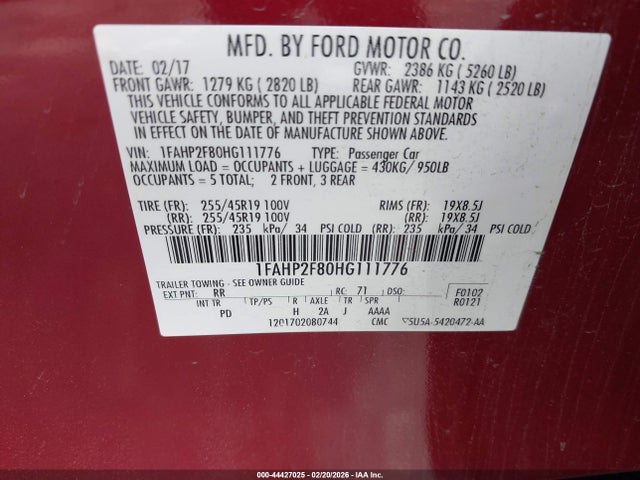 MFD. BY FORD MOTOR CO.
DATE: 02/17 GVWR: 2386 KG ( 5260 LB)
FRONT GAWR: 1279 KG ( 2820 LB) REAR GAWR: 1143 KG ( 2520 LB)
THIS VEHICLE CONFORMS TO ALL APPLICABLE FEDERAL MOTOR
VEHICLE SAFETY, BUMPER, AND THEFT PREVENTION STANDARDS
IN EFFECT ON THE DATE OF MANUFACTURE SHOWN ABOVE.
VIN: 1FAHP2F80HG111776 TYPE: Passenger Car
MAXIMUM LOAD = OCCUPANTS + LUGGAGE = 430KG/ 950LB
OCCUPANTS = 5 TOTAL; 2 FRONT, 3 REAR
TIRE (FR): 255/45R19 100V RIMS (FR): 19X8.5J
(RR): 255/45R19 100V (RR): 19X8.5J
PRESSURE (FR): 235 kPa/ 34 PSI COLD (RR): 235 kPa/ 34 PSI COLD
1FAHP2F80HG111776
TRAILER TOWING - SEE OWNER GUIDE
EXT PNT: RR RC: 71 DSO: F0102
INT TR TP/PS R AXLE TR SPR R0121
PD H 2A J AAAA
1201702080744 CMC 5U5A-5420472-AA
000-44427025 - 02/20/2026 - IAA Inc.